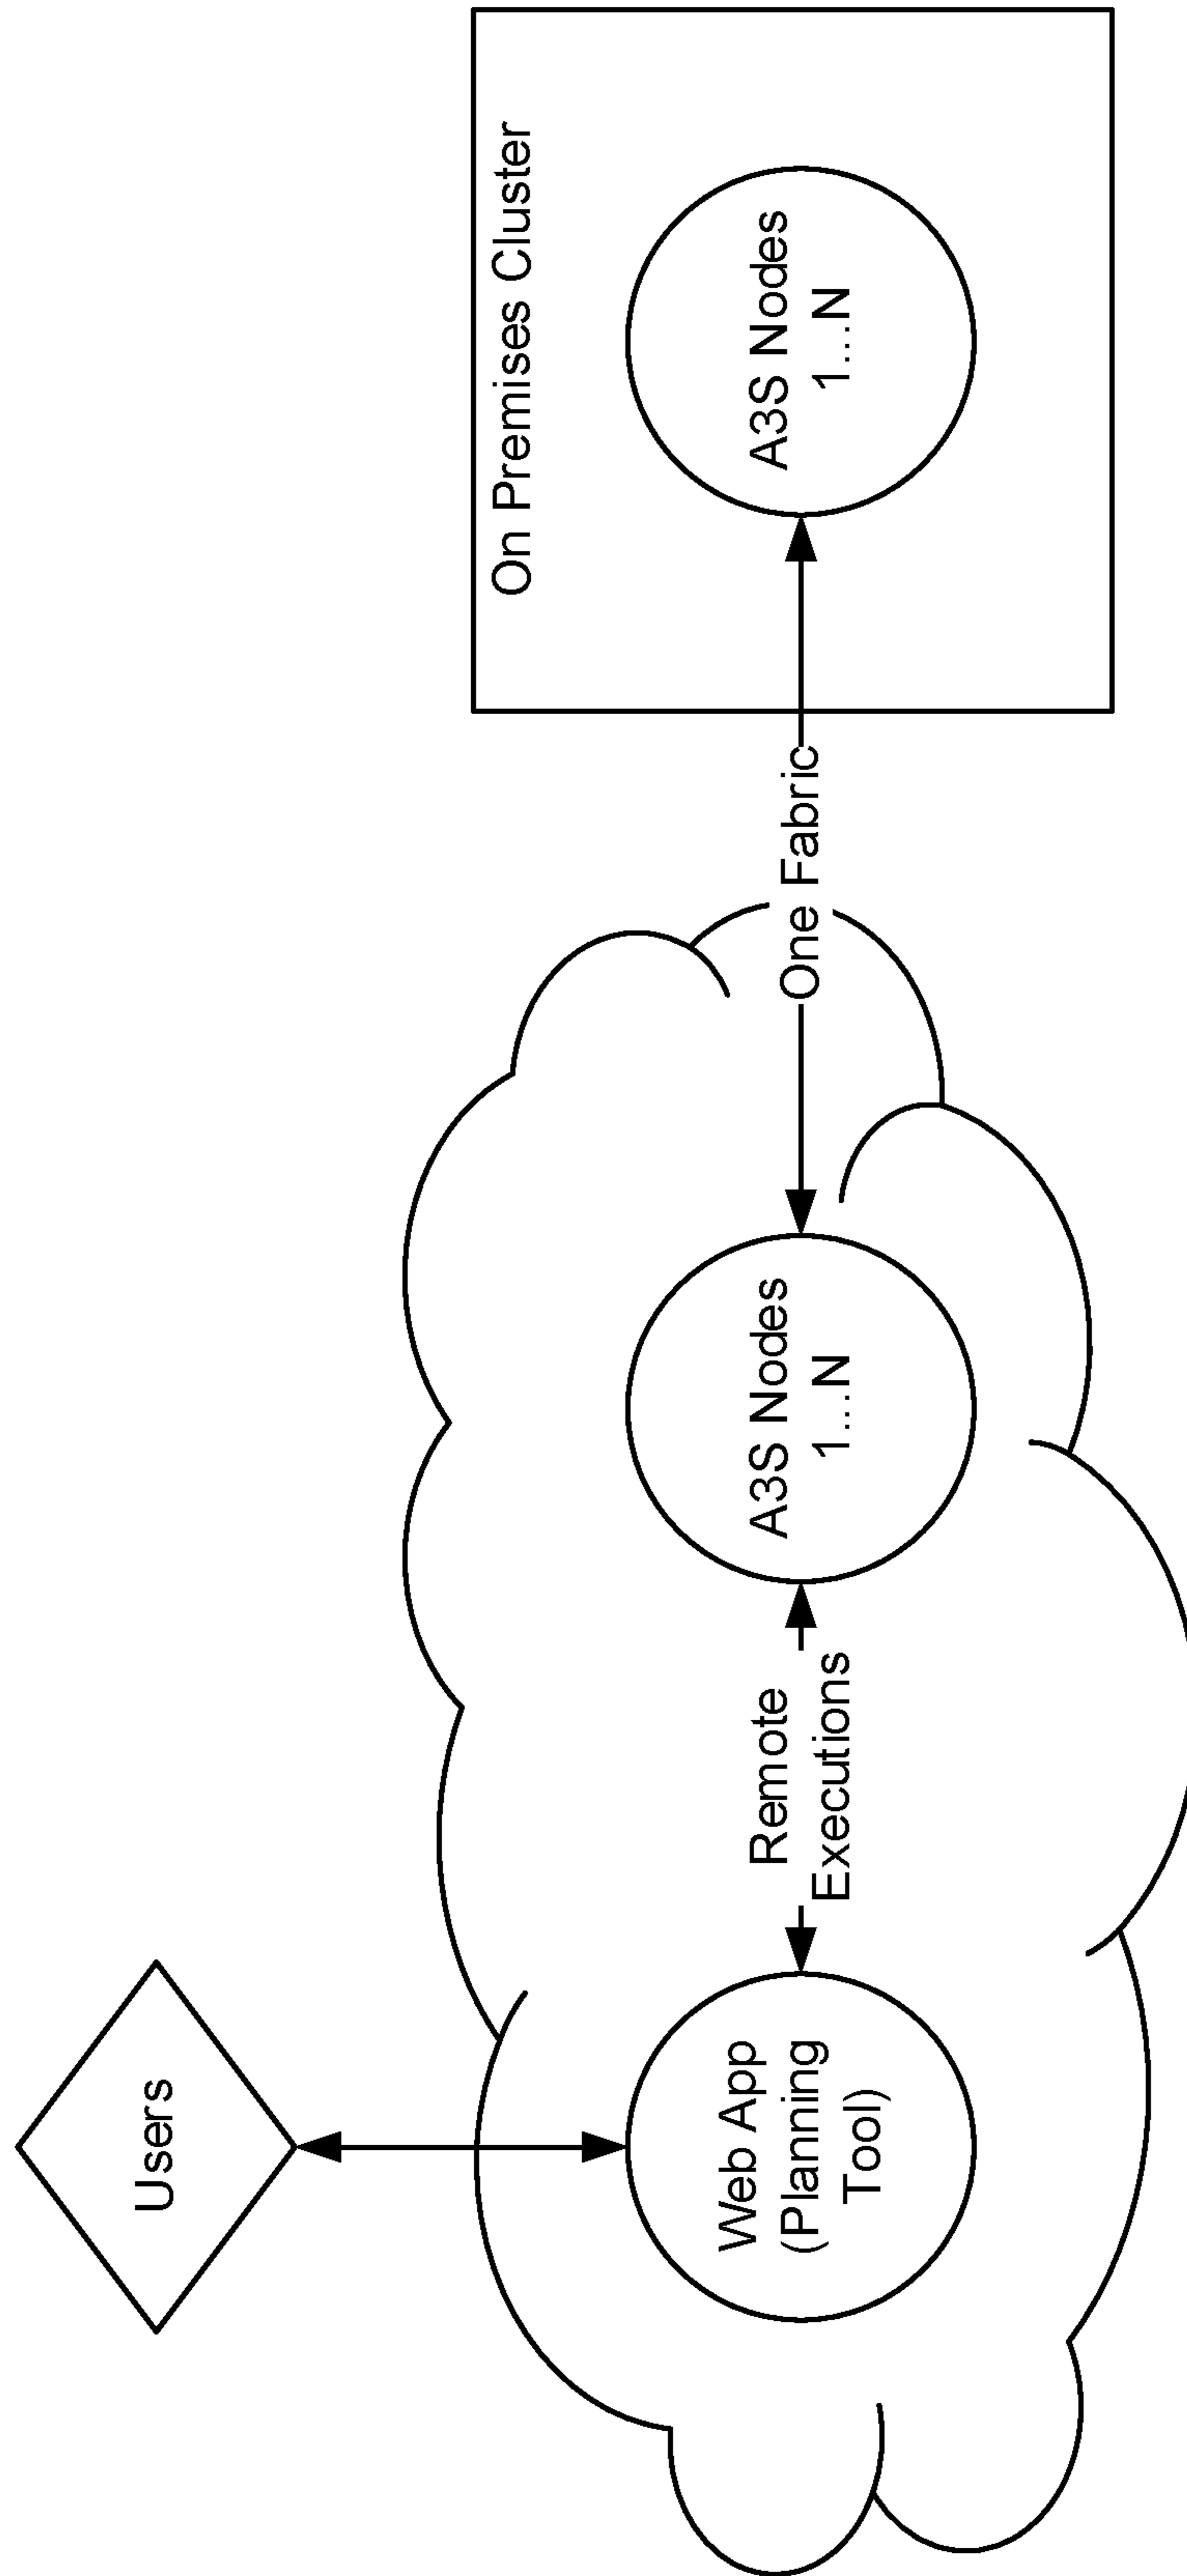 Users
Web App
(Planning
Tool)
Remote
Executions
A3S Nodes
1...N
One Fabric
On Premises Cluster
A3S Nodes
1...N